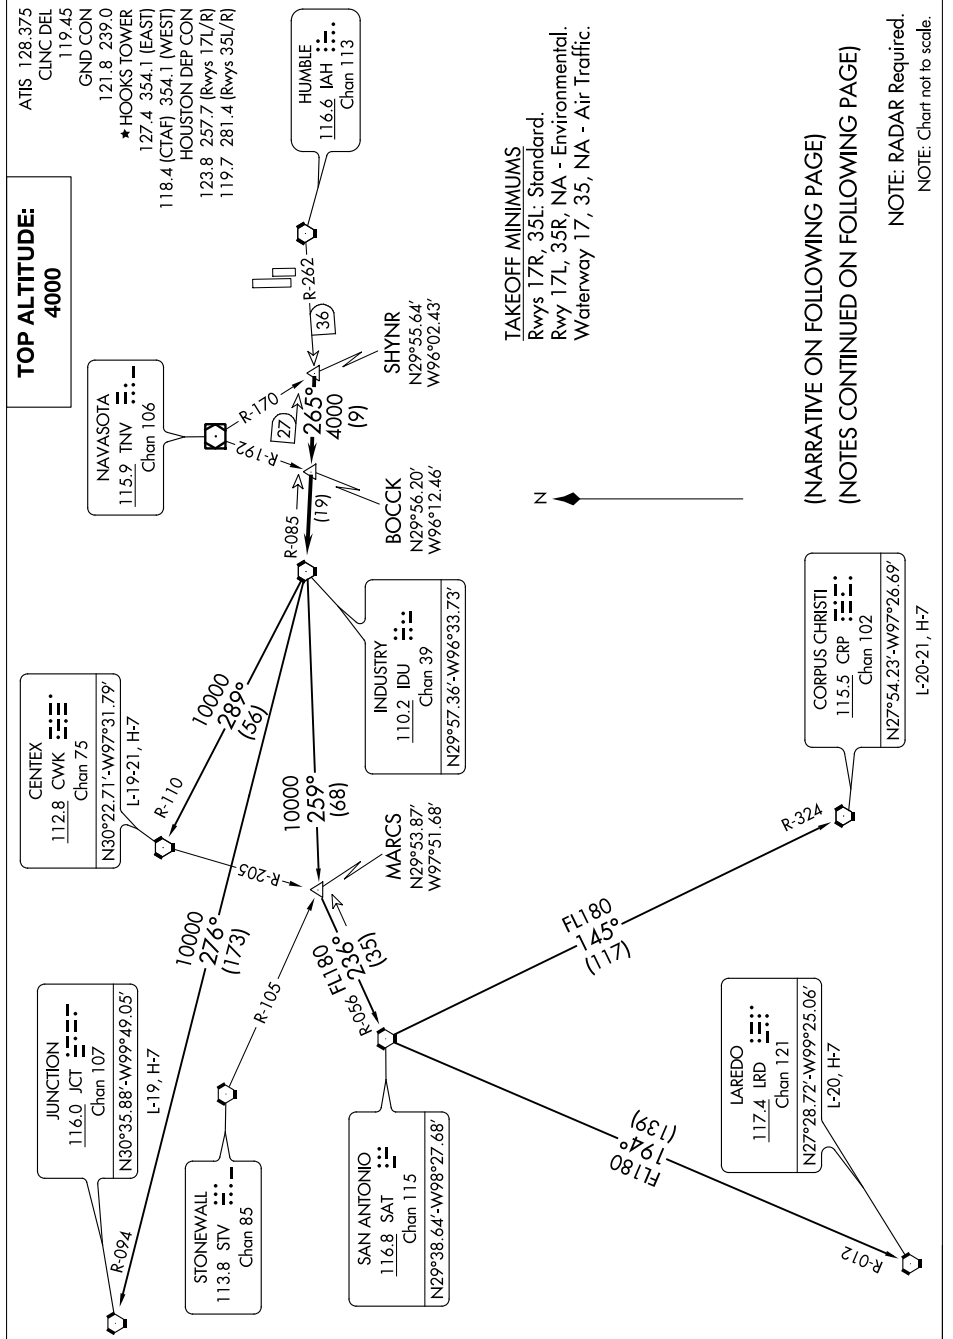 TOP ALTITUDE:
4000
ATIS 128.375
CLNC DEL
119.45
GND CON
121.8 239.0
★ HOOKS TOWER
127.4 354.1 (EAST)
118.4 (CTAF) 354.1 (WEST)
HOUSTON DEP CON
123.8 257.7 (Rwys 17L/R)
119.7 281.4 (Rwys 35L/R)
JUNCTION
116.0 JCT
Chan 107
N30°35.88'-W99°49.05'
L-19, H-7
R-094
10000
276°
(173)
CENTEX
112.8 CWK
Chan 75
N30°22.71'-W97°31.79'
L-19-21, H-7
R-110
10000
289°
(56)
R-205
NAVASOTA
115.9 TNV
Chan 106
R-170
R-192
HUMBLE
116.6 IAH
Chan 113
R-262
36
SHYNR
N29°55.64'
W96°02.43'
27
265°
4000
(9)
BOCCK
N29°56.20'
W96°12.46'
R-085
(19)
INDUSTRY
110.2 IDU
Chan 39
N29°57.36'-W96°33.73'
10000
259°
(68)
MARCS
N29°53.87'
W97°51.68'
STONEWALL
113.8 STV
Chan 85
R-105
FL180
236°
(35)
R-056
SAN ANTONIO
116.8 SAT
Chan 115
N29°38.64'-W98°27.68'
FL180
145°
(117)
R-324
CORPUS CHRISTI
115.5 CRP
Chan 102
N27°54.23'-W97°26.69'
L-20-21, H-7
FL180
194°
(139)
R-012
LAREDO
117.4 LRD
Chan 121
N27°28.72'-W99°25.06'
L-20, H-7
N
TAKEOFF MINIMUMS
Rwys 17R, 35L: Standard.
Rwy 17L, 35R, NA - Environmental.
Waterway 17, 35, NA - Air Traffic.
(NARRATIVE ON FOLLOWING PAGE)
(NOTES CONTINUED ON FOLLOWING PAGE)
NOTE: RADAR Required.
NOTE: Chart not to scale.